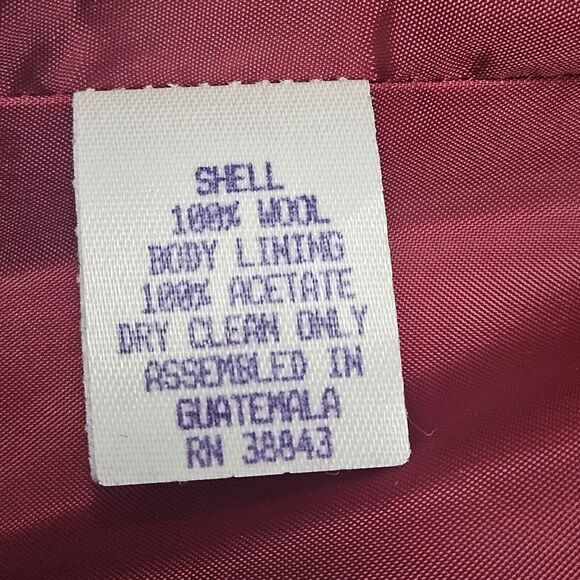 SHELL
100% WOOL
BODY LINING
100% ACETATE
DRY CLEAN ONLY
ASSEMBLED IN
GUATEMALA
RN 38843